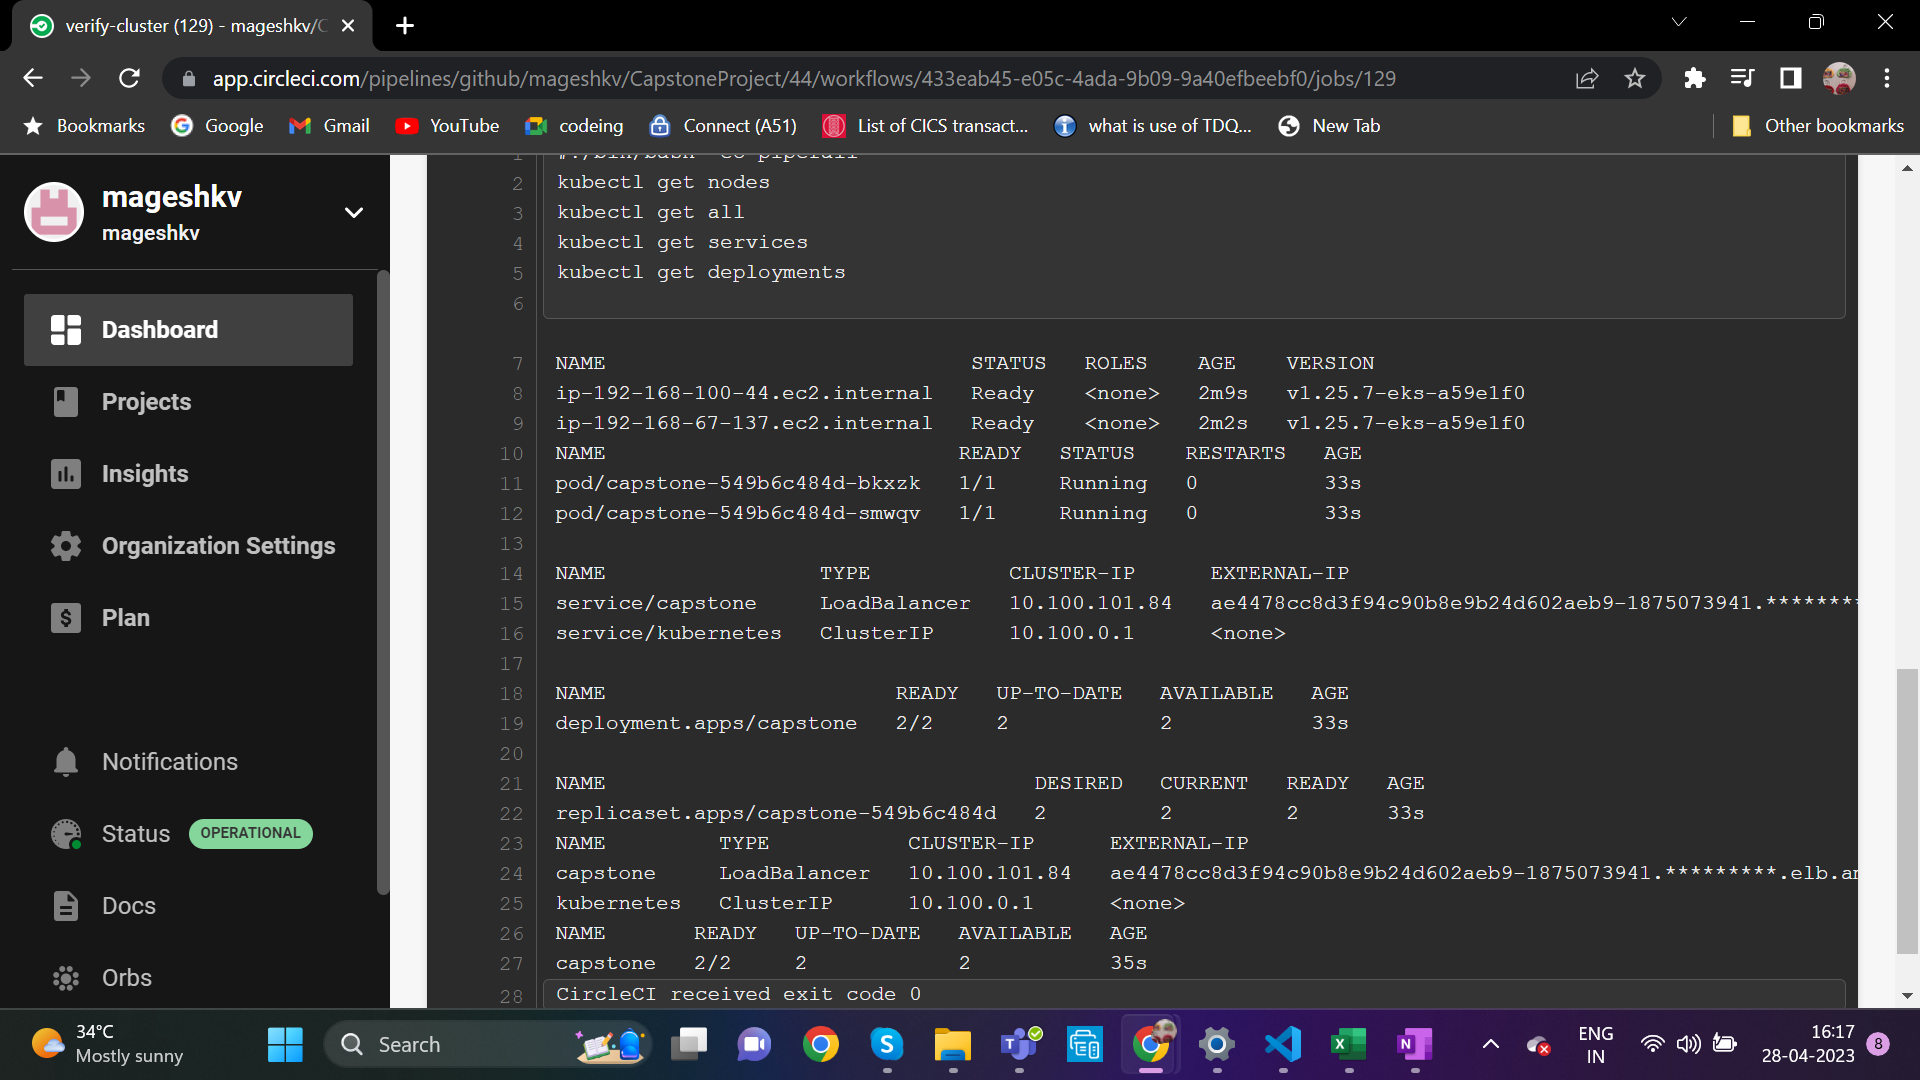 verify-cluster (129) - mageshkv/C
app.circleci.com/pipelines/github/mageshkv/CapstoneProject/44/workflows/433eab45-e05c-4ada-9b09-9a40efbeebf0/jobs/129
Bookmarks Google Gmail YouTube codeing Connect (A51) List of CICS transact... what is use of TDQ... New Tab Other bookmarks
mageshkv
mageshkv
Dashboard
Projects
Insights
Organization Settings
Plan
Notifications
Status OPERATIONAL
Docs
Orbs
2 kubectl get nodes
3 kubectl get all
4 kubectl get services
5 kubectl get deployments
6
7 NAME STATUS ROLES AGE VERSION
8 ip-192-168-100-44.ec2.internal Ready <none> 2m9s v1.25.7-eks-a59e1f0
9 ip-192-168-67-137.ec2.internal Ready <none> 2m2s v1.25.7-eks-a59e1f0
10 NAME READY STATUS RESTARTS AGE
11 pod/capstone-549b6c484d-bkxzk 1/1 Running 0 33s
12 pod/capstone-549b6c484d-smwqv 1/1 Running 0 33s
13
14 NAME TYPE CLUSTER-IP EXTERNAL-IP
15 service/capstone LoadBalancer 10.100.101.84 ae4478cc8d3f94c90b8e9b24d602aeb9-1875073941.********
16 service/kubernetes ClusterIP 10.100.0.1 <none>
17
18 NAME READY UP-TO-DATE AVAILABLE AGE
19 deployment.apps/capstone 2/2 2 2 33s
20
21 NAME DESIRED CURRENT READY AGE
22 replicaset.apps/capstone-549b6c484d 2 2 2 33s
23 NAME TYPE CLUSTER-IP EXTERNAL-IP
24 capstone LoadBalancer 10.100.101.84 ae4478cc8d3f94c90b8e9b24d602aeb9-1875073941.*********.elb.am
25 kubernetes ClusterIP 10.100.0.1 <none>
26 NAME READY UP-TO-DATE AVAILABLE AGE
27 capstone 2/2 2 2 35s
28 CircleCI received exit code 0
34°C
Mostly sunny
Search
ENG
IN
16:17
28-04-2023
8